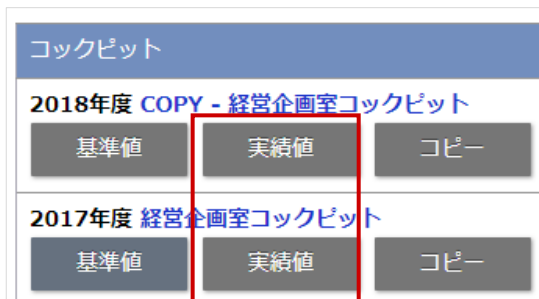 コックピット
2018年度 COPY - 経営企画室コックピット
基準値 実績値 コピー
2017年度 経営企画室コックピット
基準値 実績値 コピー